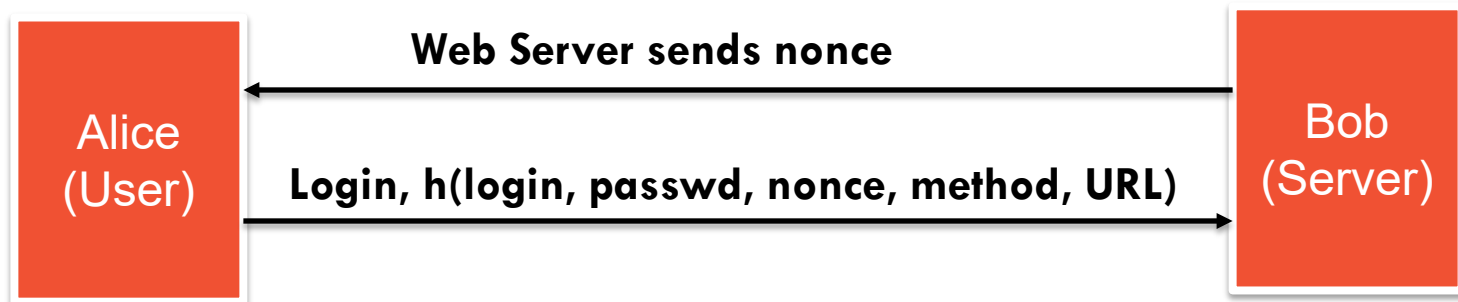 Web Server sends nonce
Alice
(User)
Login, h(login, passwd, nonce, method, URL)
Bob
(Server)